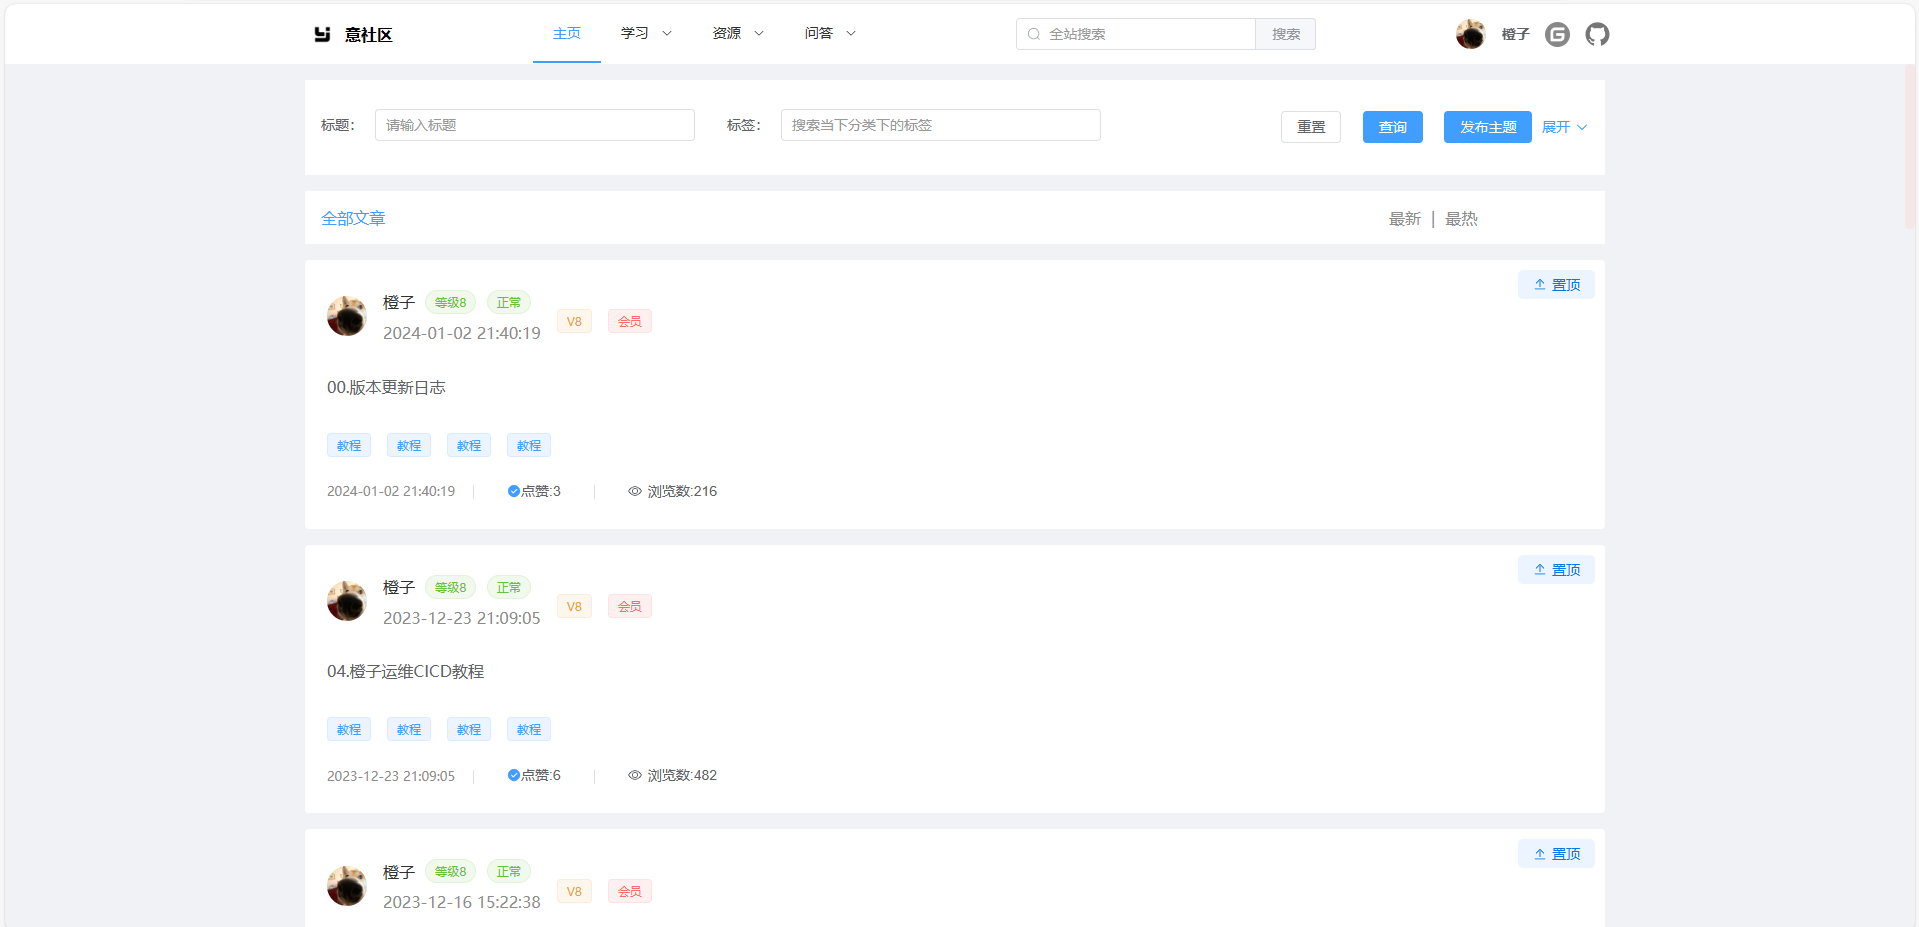 意社区 主页 学习 资源 问答 全站搜索 搜索 橙子
标题： 请输入标题 标签： 搜索当下分类下的标签 重置 查询 发布主题 展开
全部文章 最新 | 最热
置顶
橙子 等级8 正常
2024-01-02 21:40:19 V8 会员
00.版本更新日志
教程 教程 教程 教程
2024-01-02 21:40:19 点赞:3 浏览数:216
置顶
橙子 等级8 正常
2023-12-23 21:09:05 V8 会员
04.橙子运维CICD教程
教程 教程 教程 教程
2023-12-23 21:09:05 点赞:6 浏览数:482
置顶
橙子 等级8 正常
2023-12-16 15:22:38 V8 会员